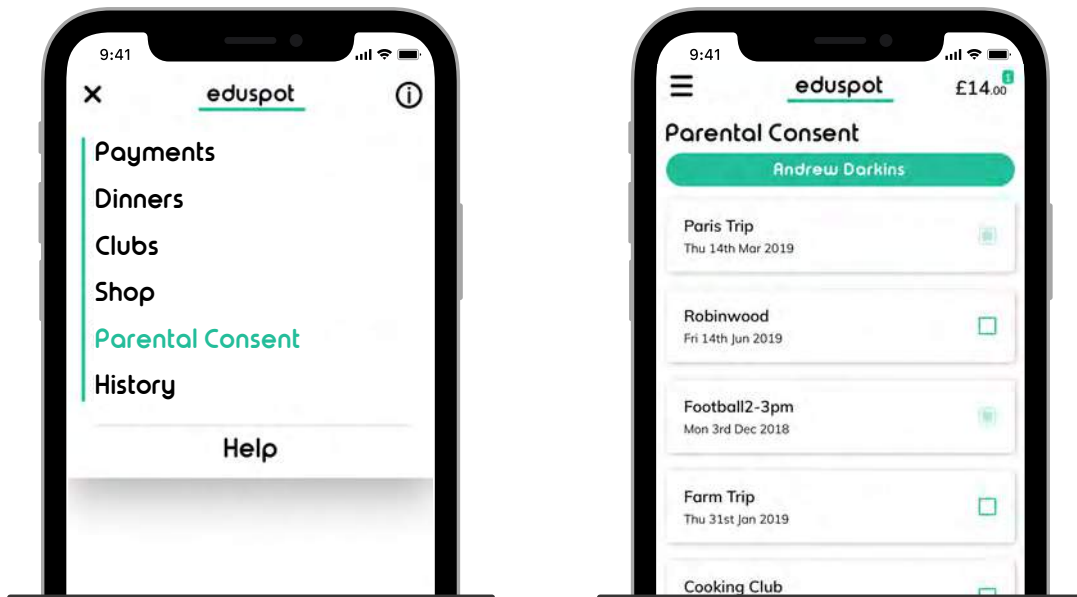 9:41
eduspot
Payments
Dinners
Clubs
Shop
Parental Consent
History
Help
9:41
eduspot
£14.00
1
Parental Consent
Andrew Darkins
Paris Trip
Thu 14th Mar 2019
Robinwood
Fri 14th Jun 2019
Football2-3pm
Mon 3rd Dec 2018
Farm Trip
Thu 31st Jan 2019
Cooking Club